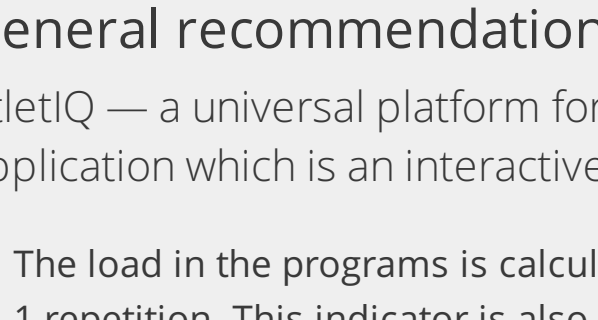 eneral recommendation
tletIQ — a universal platform for
pplication which is an interactive
The load in the programs is calcul
1 repetition. This indicator is also